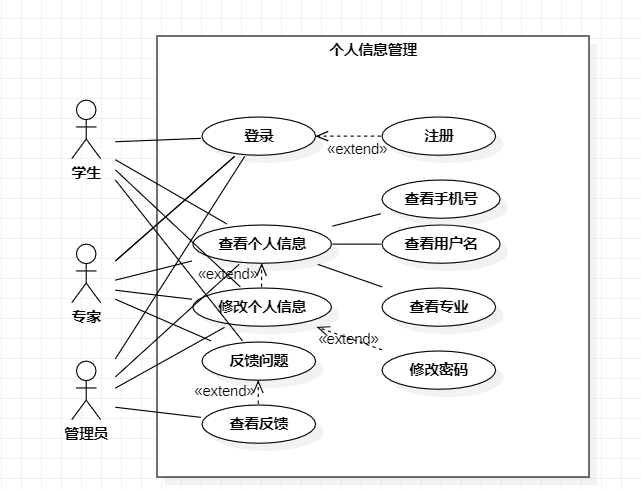 个人信息管理
登录
注册
«extend»
学生
查看手机号
查看个人信息
查看用户名
«extend»
专家
修改个人信息
查看专业
«extend»
反馈问题
修改密码
«extend»
管理员
查看反馈